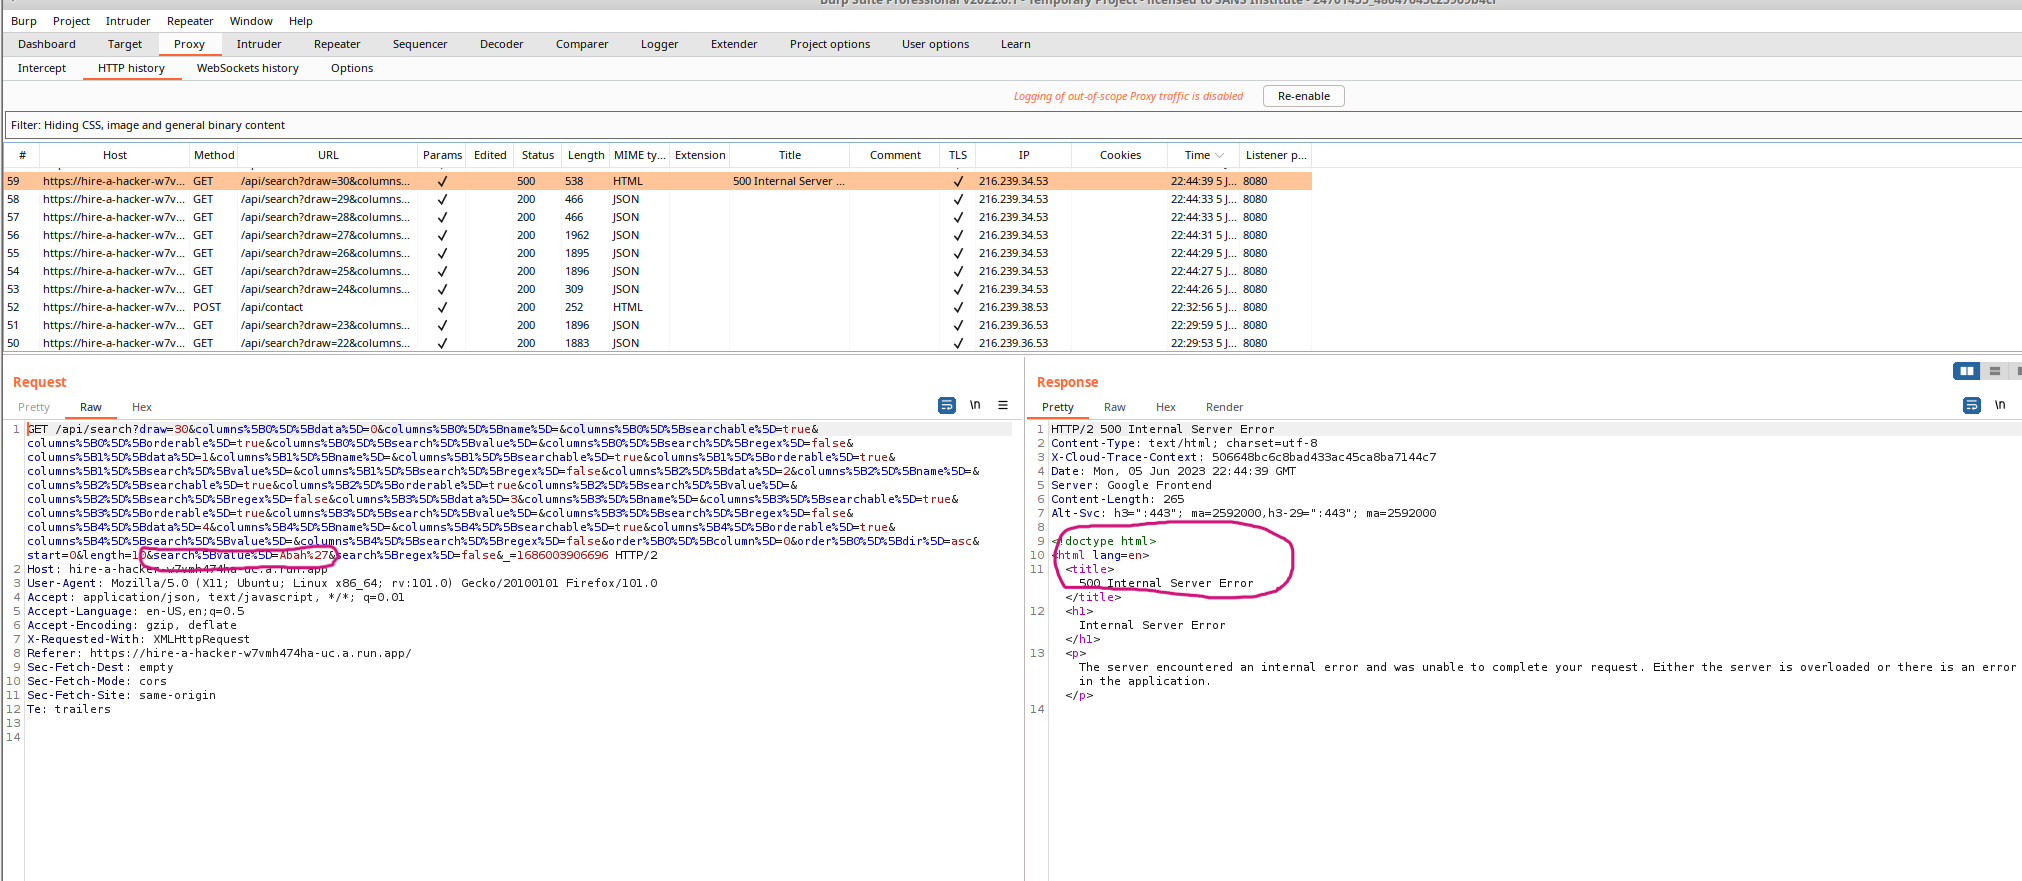 Burp Suite Professional v2022.6.1 - Temporary Project - licensed to SANS Institute -
Burp Project Intruder Repeater Window Help
Dashboard Target Proxy Intruder Repeater Sequencer Decoder Comparer Logger Extender Project options User options Learn
Intercept HTTP history WebSockets history Options
Logging of out-of-scope Proxy traffic is disabled Re-enable
Filter: Hiding CSS, image and general binary content
# Host Method URL Params Edited Status Length MIME ty... Extension Title Comment TLS IP Cookies Time Listener p...
59 https://hire-a-hacker-w7v... GET /api/search?draw=30&columns... ✓ 500 538 HTML 500 Internal Server ... ✓ 216.239.34.53 22:44:39 5 J... 8080
58 https://hire-a-hacker-w7v... GET /api/search?draw=29&columns... ✓ 200 466 JSON ✓ 216.239.34.53 22:44:33 5 J... 8080
57 https://hire-a-hacker-w7v... GET /api/search?draw=28&columns... ✓ 200 466 JSON ✓ 216.239.34.53 22:44:33 5 J... 8080
56 https://hire-a-hacker-w7v... GET /api/search?draw=27&columns... ✓ 200 1962 JSON ✓ 216.239.34.53 22:44:31 5 J... 8080
55 https://hire-a-hacker-w7v... GET /api/search?draw=26&columns... ✓ 200 1895 JSON ✓ 216.239.34.53 22:44:29 5 J... 8080
54 https://hire-a-hacker-w7v... GET /api/search?draw=25&columns... ✓ 200 1896 JSON ✓ 216.239.34.53 22:44:27 5 J... 8080
53 https://hire-a-hacker-w7v... GET /api/search?draw=24&columns... ✓ 200 309 JSON ✓ 216.239.34.53 22:44:26 5 J... 8080
52 https://hire-a-hacker-w7v... POST /api/contact ✓ 200 252 HTML ✓ 216.239.38.53 22:32:56 5 J... 8080
51 https://hire-a-hacker-w7v... GET /api/search?draw=23&columns... ✓ 200 1896 JSON ✓ 216.239.36.53 22:29:59 5 J... 8080
50 https://hire-a-hacker-w7v... GET /api/search?draw=22&columns... ✓ 200 1883 JSON ✓ 216.239.36.53 22:29:53 5 J... 8080
Request
Pretty Raw Hex \n
1 GET /api/search?draw=30&columns%5B0%5D%5Bdata%5D=0&columns%5B0%5D%5Bname%5D=&columns%5B0%5D%5Bsearchable%5D=true&
columns%5B0%5D%5Borderable%5D=true&columns%5B0%5D%5Bsearch%5D%5Bvalue%5D=&columns%5B0%5D%5Bsearch%5D%5Bregex%5D=false&
columns%5B1%5D%5Bdata%5D=1&columns%5B1%5D%5Bname%5D=&columns%5B1%5D%5Bsearchable%5D=true&columns%5B1%5D%5Borderable%5D=true&
columns%5B1%5D%5Bsearch%5D%5Bvalue%5D=&columns%5B1%5D%5Bsearch%5D%5Bregex%5D=false&columns%5B2%5D%5Bdata%5D=2&columns%5B2%5D%5Bname%5D=&
columns%5B2%5D%5Bsearchable%5D=true&columns%5B2%5D%5Borderable%5D=true&columns%5B2%5D%5Bsearch%5D%5Bvalue%5D=&
columns%5B2%5D%5Bsearch%5D%5Bregex%5D=false&columns%5B3%5D%5Bdata%5D=3&columns%5B3%5D%5Bname%5D=&columns%5B3%5D%5Bsearchable%5D=true&
columns%5B3%5D%5Borderable%5D=true&columns%5B3%5D%5Bsearch%5D%5Bvalue%5D=&columns%5B3%5D%5Bsearch%5D%5Bregex%5D=false&
columns%5B4%5D%5Bdata%5D=4&columns%5B4%5D%5Bname%5D=&columns%5B4%5D%5Bsearchable%5D=true&columns%5B4%5D%5Borderable%5D=true&
columns%5B4%5D%5Bsearch%5D%5Bvalue%5D=&columns%5B4%5D%5Bsearch%5D%5Bregex%5D=false&order%5B0%5D%5Bcolumn%5D=0&order%5B0%5D%5Bdir%5D=asc&
start=0&length=10&search%5Bvalue%5D=Abah%27&search%5Bregex%5D=false&_=1686003906696 HTTP/2
2 Host: hire-a-hacker-w7vmh474ha-uc.a.run.app
3 User-Agent: Mozilla/5.0 (X11; Ubuntu; Linux x86_64; rv:101.0) Gecko/20100101 Firefox/101.0
4 Accept: application/json, text/javascript, */*; q=0.01
5 Accept-Language: en-US,en;q=0.5
6 Accept-Encoding: gzip, deflate
7 X-Requested-With: XMLHttpRequest
8 Referer: https://hire-a-hacker-w7vmh474ha-uc.a.run.app/
9 Sec-Fetch-Dest: empty
10 Sec-Fetch-Mode: cors
11 Sec-Fetch-Site: same-origin
12 Te: trailers
13
14
Response
Pretty Raw Hex Render \n
1 HTTP/2 500 Internal Server Error
2 Content-Type: text/html; charset=utf-8
3 X-Cloud-Trace-Context: 506648bc6c8bad433ac45ca8ba7144c7
4 Date: Mon, 05 Jun 2023 22:44:39 GMT
5 Server: Google Frontend
6 Content-Length: 265
7 Alt-Svc: h3=":443"; ma=2592000,h3-29=":443"; ma=2592000
8
9 <!doctype html>
10 <html lang=en>
11 <title>
500 Internal Server Error
</title>
12 <h1>
Internal Server Error
</h1>
13 <p>
The server encountered an internal error and was unable to complete your request. Either the server is overloaded or there is an error
in the application.
</p>
14